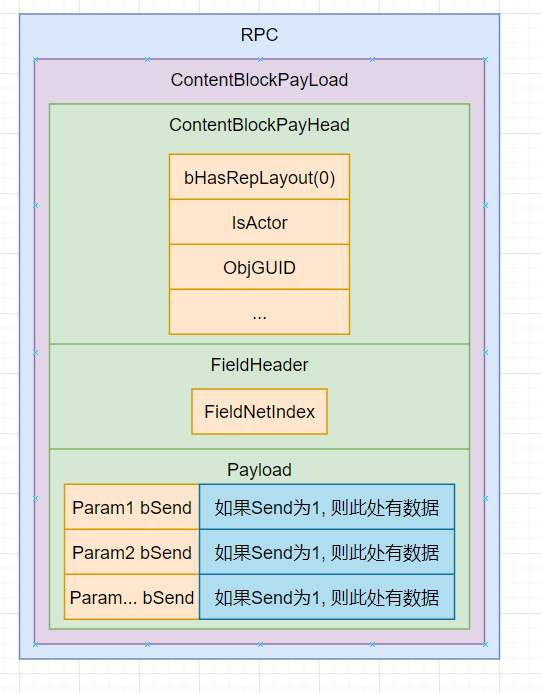 RPC
ContentBlockPayLoad
ContentBlockPayHead
bHasRepLayout(0)
IsActor
ObjGUID
...
FieldHeader
FieldNetIndex
Payload
Param1 bSend 如果Send为1, 则此处有数据
Param2 bSend 如果Send为1, 则此处有数据
Param... bSend 如果Send为1, 则此处有数据